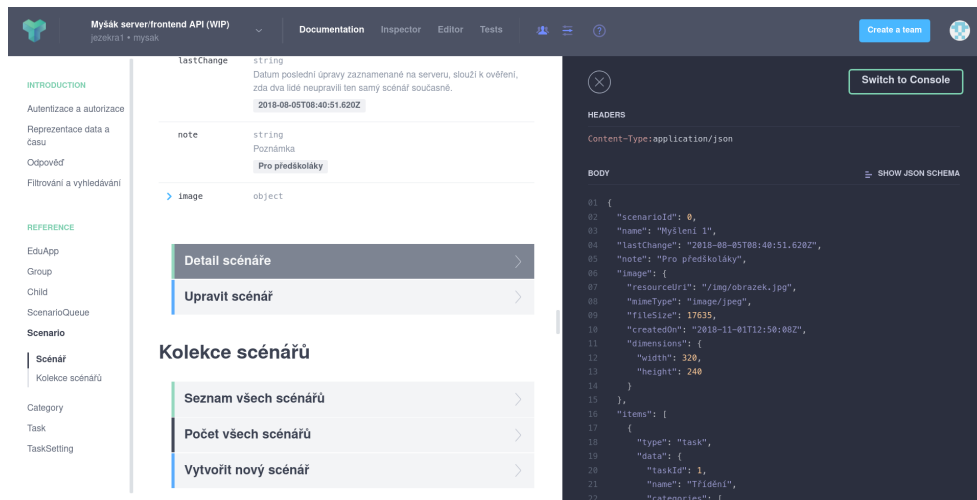 Myšák server/frontend API (WIP)
jezekra1 • mysak
Documentation Inspector Editor Tests
Create a team
INTRODUCTION
Autentizace a autorizace
Reprezentace data a
času
Odpověď
Filtrování a vyhledávání
REFERENCE
EduApp
Group
Child
ScenarioQueue
Scenario
Scénář
Kolekce scénářů
Category
Task
TaskSetting
lastChange string
Datum poslední úpravy zaznamenané na serveru, slouží k ověření,
zda dva lidé neupravili ten samý scénář současně.
2018-08-05T08:40:51.620Z
note string
Poznámka
Pro předškoláky
image object
Detail scénáře
Upravit scénář
Kolekce scénářů
Seznam všech scénářů
Počet všech scénářů
Vytvořit nový scénář
Switch to Console
HEADERS
Content-Type:application/json
BODY SHOW JSON SCHEMA
01 {
02 "scenarioId": 0,
03 "name": "Myšlení 1",
04 "lastChange": "2018-08-05T08:40:51.620Z",
05 "note": "Pro předškoláky",
06 "image": {
07 "resourceUri": "/img/obrazek.jpg",
08 "mimeType": "image/jpeg",
09 "fileSize": 17635,
10 "createdOn": "2018-11-01T12:50:08Z",
11 "dimensions": {
12 "width": 320,
13 "height": 240
14 }
15 },
16 "items": [
17 {
18 "type": "task",
19 "data": {
20 "taskId": 1,
21 "name": "Třídění",
22 "categories": [